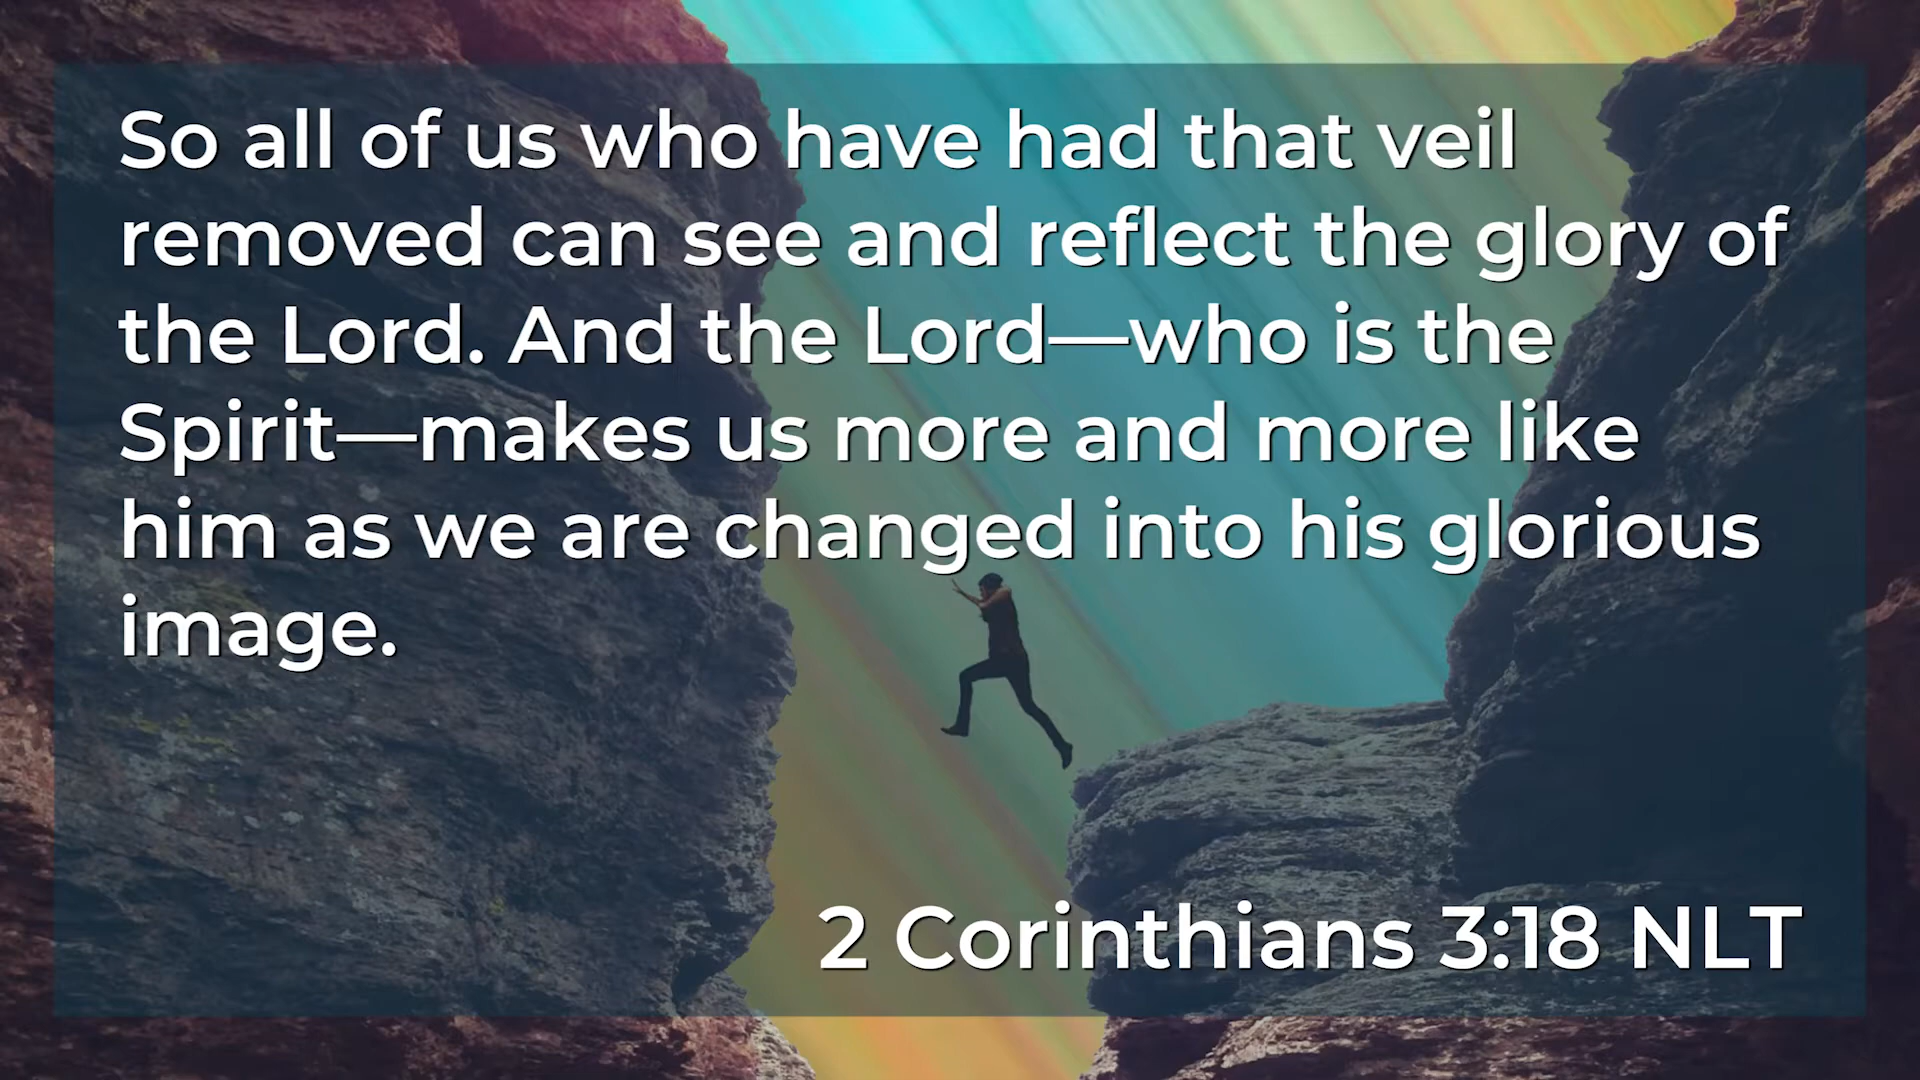 So all of us who have had that veil
removed can see and reflect the glory of
the Lord. And the Lord—who is the
Spirit—makes us more and more like
him as we are changed into his glorious
image.
2 Corinthians 3:18 NLT